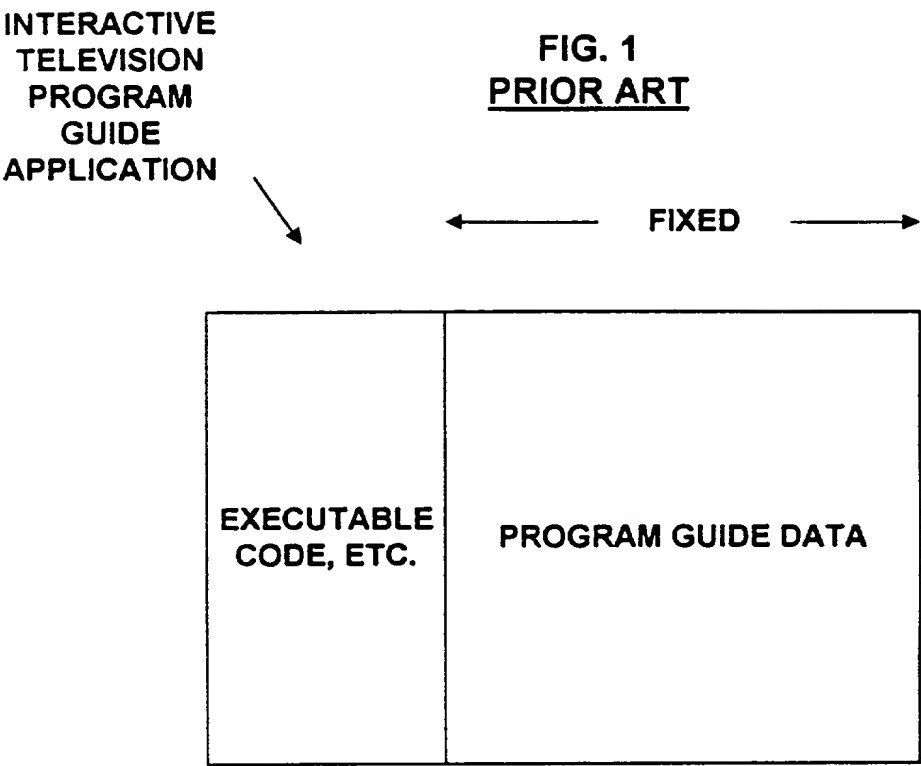 INTERACTIVE
TELEVISION
PROGRAM
GUIDE
APPLICATION
FIG. 1
PRIOR ART
FIXED
EXECUTABLE
CODE, ETC.
PROGRAM GUIDE DATA